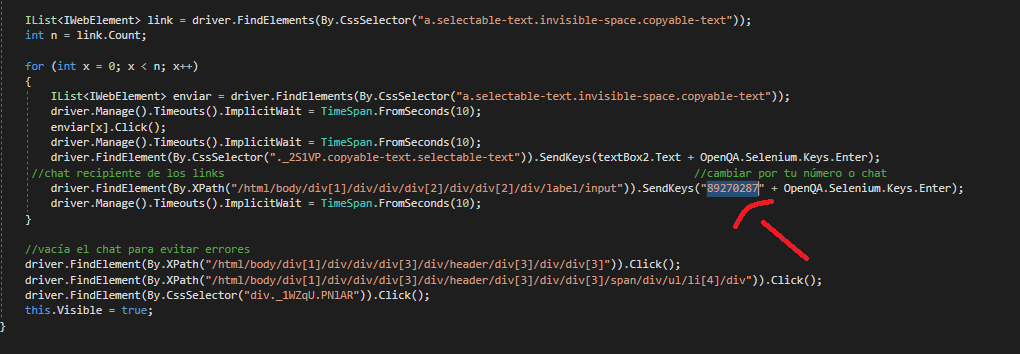 IList<IWebElement> link = driver.FindElements(By.CssSelector("a.selectable-text.invisible-space.copyable-text"));
int n = link.Count;
for (int x = 0; x < n; x++)
{
IList<IWebElement> enviar = driver.FindElements(By.CssSelector("a.selectable-text.invisible-space.copyable-text"));
driver.Manage().Timeouts().ImplicitWait = TimeSpan.FromSeconds(10);
enviar[x].Click();
driver.Manage().Timeouts().ImplicitWait = TimeSpan.FromSeconds(10);
driver.FindElement(By.CssSelector("._2S1VP.copyable-text.selectable-text")).SendKeys(textBox2.Text + OpenQA.Selenium.Keys.Enter);
//chat recipiente de los links //cambiar por tu número o chat
driver.FindElement(By.XPath("/html/body/div[1]/div/div/div[2]/div/div[2]/div/label/input")).SendKeys("89270287" + OpenQA.Selenium.Keys.Enter);
driver.Manage().Timeouts().ImplicitWait = TimeSpan.FromSeconds(10);
}
//vacía el chat para evitar errores
driver.FindElement(By.XPath("/html/body/div[1]/div/div/div[3]/div/header/div[3]/div/div[3]")).Click();
driver.FindElement(By.XPath("/html/body/div[1]/div/div/div[3]/div/header/div[3]/div/div[3]/span/div/ul/li[4]/div")).Click();
driver.FindElement(By.CssSelector("div._1WZqU.PNlAR")).Click();
this.Visible = true;
}